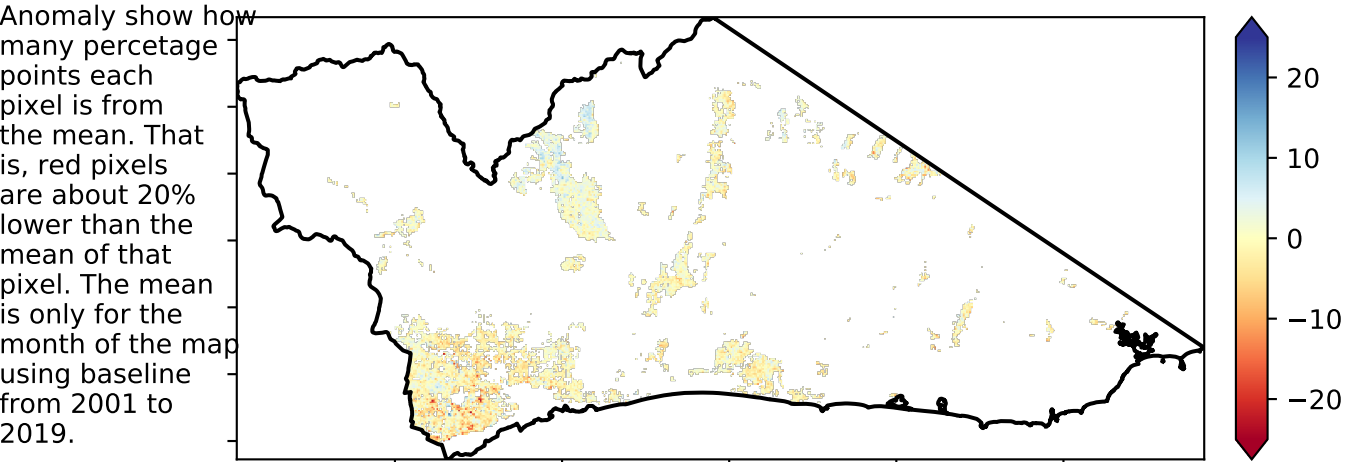 Anomaly show how
many percetage
points each
pixel is from
the mean. That
is, red pixels
are about 20%
lower than the
mean of that
pixel. The mean
is only for the
month of the map
using baseline
from 2001 to
2019.
20
10
0
−10
−20